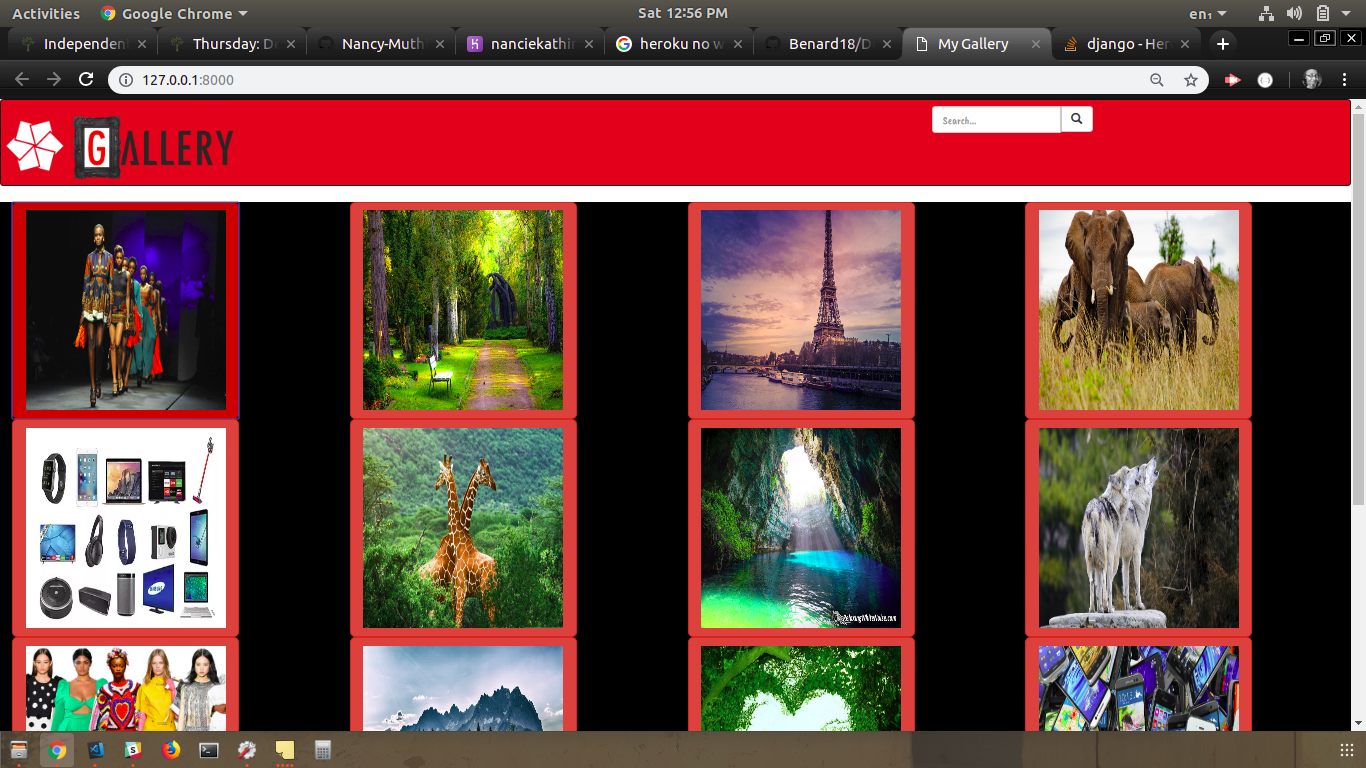 Activities Google Chrome Sat 12:56 PM en₁
Independen Thursday: D Nancy-Muth nanciekathi heroku no w Benard18/D My Gallery django - Her
127.0.0.1:8000
Search...
GALLERY